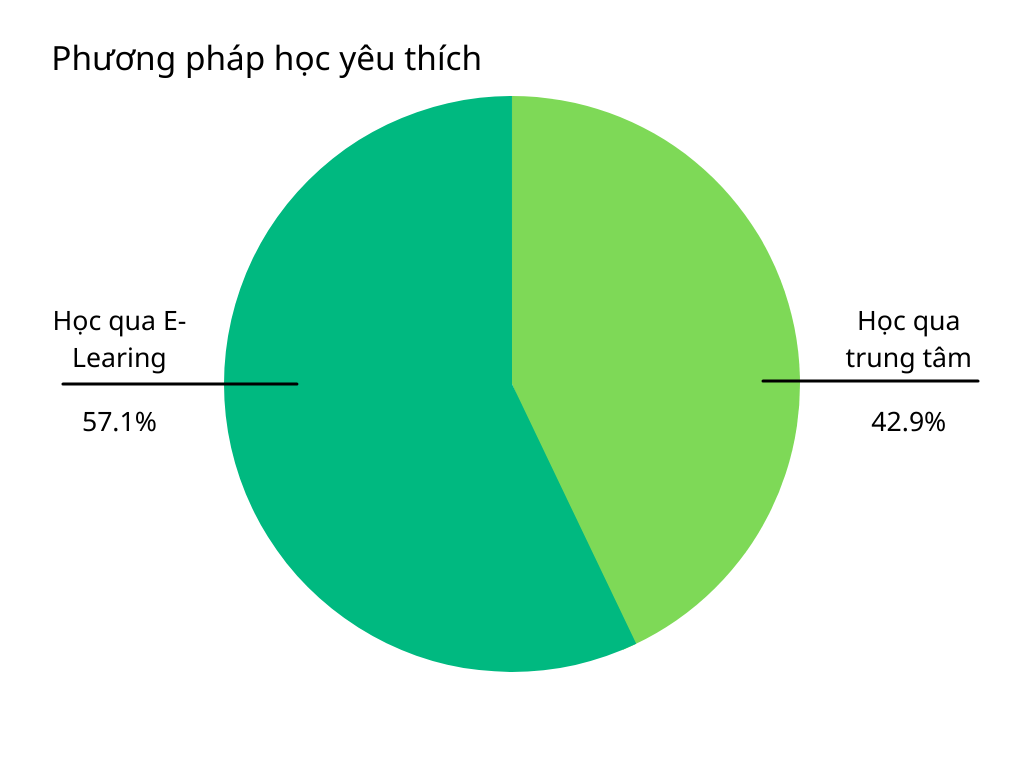 Phương pháp học yêu thích
Học qua E-
Learing
57.1%
Học qua
trung tâm
42.9%